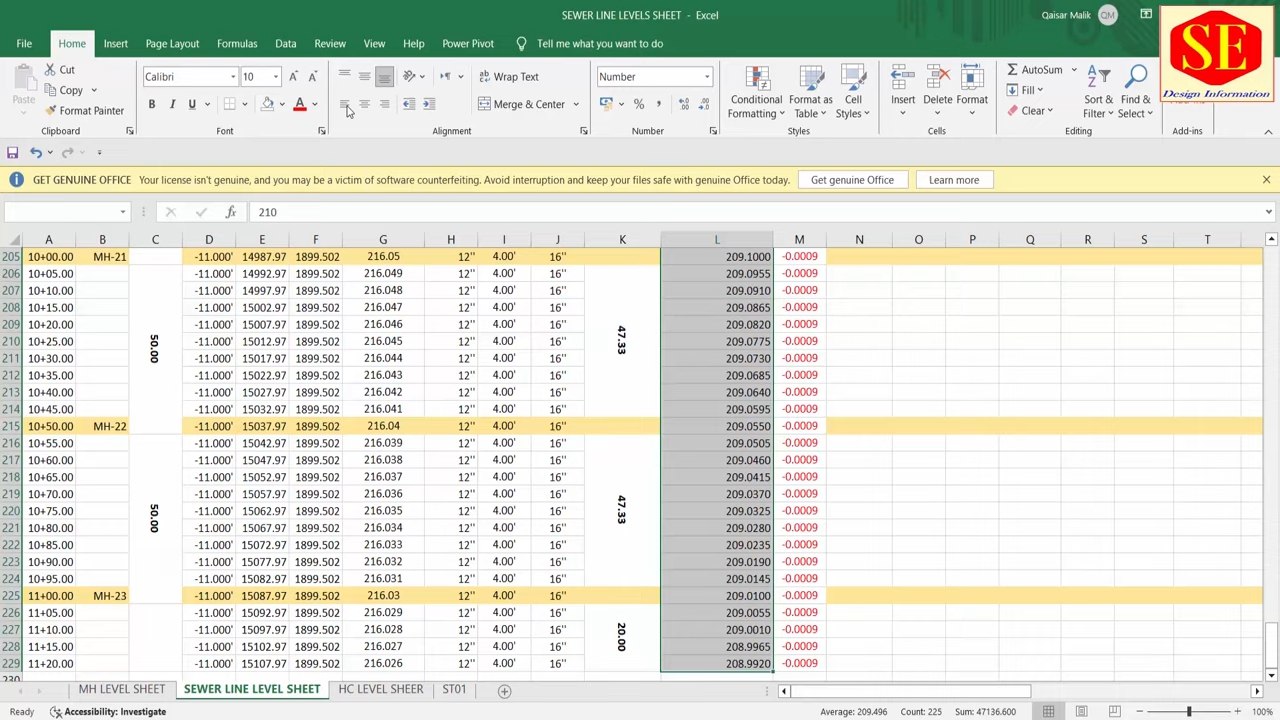 SEWER LINE LEVELS SHEET - Excel
Qaisar Malik QM
SE
Design Information
File Home Insert Page Layout Formulas Data Review View Help Power Pivot Tell me what you want to do
Cut
Copy
Format Painter
Paste
Clipboard
Calibri 10
B I U
Font
Wrap Text
Merge & Center
Alignment
Number
Number
Conditional Formatting
Format as Table
Cell Styles
Styles
Insert Delete Format
Cells
AutoSum
Fill
Clear
Sort & Filter
Find & Select
Editing
Add-ins
GET GENUINE OFFICE Your license isn't genuine, and you may be a victim of software counterfeiting. Avoid interruption and keep your files safe with genuine Office today. Get genuine Office Learn more
fx 210
A B C D E F G H I J K L M N O P Q R S T
205 10+00.00 MH-21 -11.000' 14987.97 1899.502 216.05 12'' 4.00' 16'' 209.1000 -0.0009
206 10+05.00 14992.97 -11.000' 1899.502 216.049 12'' 4.00' 16'' 209.0955 -0.0009
207 10+10.00 -11.000' 14997.97 1899.502 216.048 12'' 4.00' 16'' 209.0910 -0.0009
208 10+15.00 -11.000' 15002.97 1899.502 216.047 12'' 4.00' 16'' 209.0865 -0.0009
209 10+20.00 -11.000' 15007.97 1899.502 216.046 12'' 4.00' 16'' 209.0820 -0.0009
210 10+25.00 50.00 -11.000' 15012.97 1899.502 216.045 12'' 4.00' 16'' 47.33 209.0775 -0.0009
211 10+30.00 -11.000' 15017.97 1899.502 216.044 12'' 4.00' 16'' 209.0730 -0.0009
212 10+35.00 -11.000' 15022.97 1899.502 216.043 12'' 4.00' 16'' 209.0685 -0.0009
213 10+40.00 -11.000' 15027.97 1899.502 216.042 12'' 4.00' 16'' 209.0640 -0.0009
214 10+45.00 -11.000' 15032.97 1899.502 216.041 12'' 4.00' 16'' 209.0595 -0.0009
215 10+50.00 MH-22 -11.000' 15037.97 1899.502 216.04 12'' 4.00' 16'' 209.0550 -0.0009
216 10+55.00 -11.000' 15042.97 1899.502 216.039 12'' 4.00' 16'' 209.0505 -0.0009
217 10+60.00 -11.000' 15047.97 1899.502 216.038 12'' 4.00' 16'' 209.0460 -0.0009
218 10+65.00 -11.000' 15052.97 1899.502 216.037 12'' 4.00' 16'' 209.0415 -0.0009
219 10+70.00 -11.000' 15057.97 1899.502 216.036 12'' 4.00' 16'' 209.0370 -0.0009
220 10+75.00 50.00 -11.000' 15062.97 1899.502 216.035 12'' 4.00' 16'' 47.33 209.0325 -0.0009
221 10+80.00 -11.000' 15067.97 1899.502 216.034 12'' 4.00' 16'' 209.0280 -0.0009
222 10+85.00 -11.000' 15072.97 1899.502 216.033 12'' 4.00' 16'' 209.0235 -0.0009
223 10+90.00 -11.000' 15077.97 1899.502 216.032 12'' 4.00' 16'' 209.0190 -0.0009
224 10+95.00 -11.000' 15082.97 1899.502 216.031 12'' 4.00' 16'' 209.0145 -0.0009
225 11+00.00 MH-23 -11.000' 15087.97 1899.502 216.03 12'' 4.00' 16'' 209.0100 -0.0009
226 11+05.00 -11.000' 15092.97 1899.502 216.029 12'' 4.00' 16'' 209.0055 -0.0009
227 11+10.00 -11.000' 15097.97 1899.502 216.028 12'' 4.00' 16'' 20.00 209.0010 -0.0009
228 11+15.00 -11.000' 15102.97 1899.502 216.027 12'' 4.00' 16'' 208.9965 -0.0009
229 11+20.00 -11.000' 15107.97 1899.502 216.026 12'' 4.00' 16'' 208.9920 -0.0009
230
MH LEVEL SHEET SEWER LINE LEVEL SHEET HC LEVEL SHEER ST01
Ready Accessibility: Investigate Average: 209.496 Count: 225 Sum: 47136.600 100%